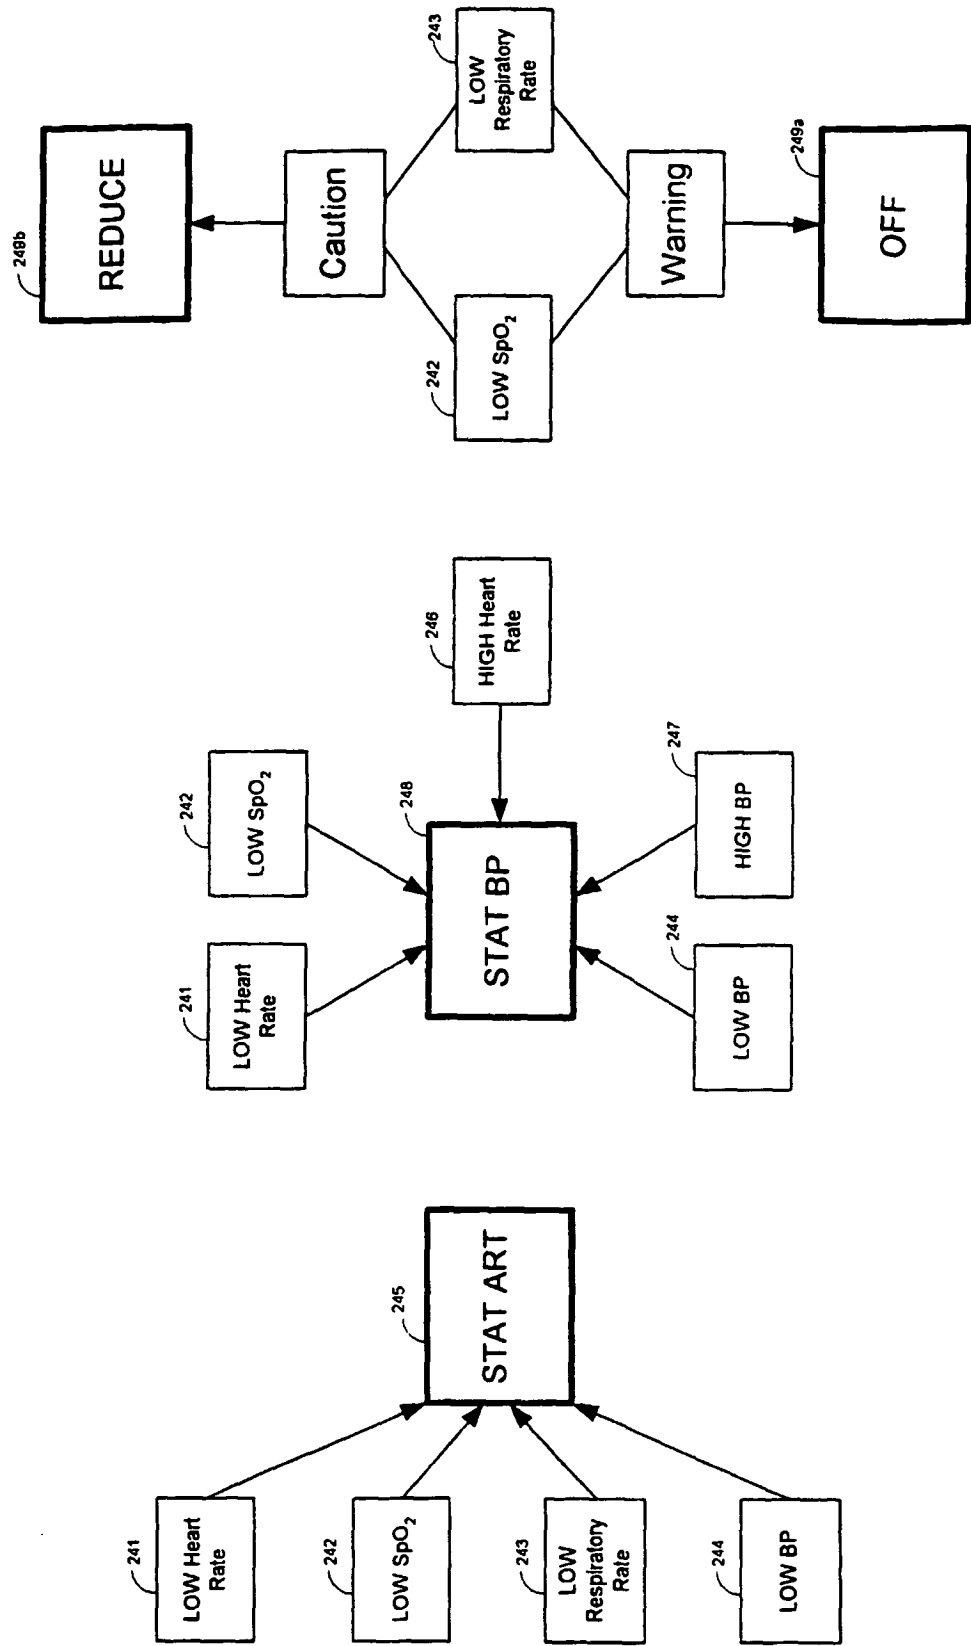 241
LOW Heart
Rate
242
LOW SpO₂
243
LOW
Respiratory
Rate
244
LOW BP
245
STAT ART
241
LOW Heart
Rate
242
LOW SpO₂
248
STAT BP
246
HIGH Heart
Rate
244
LOW BP
247
HIGH BP
249b
REDUCE
Caution
242
LOW SpO₂
243
LOW
Respiratory
Rate
Warning
249a
OFF